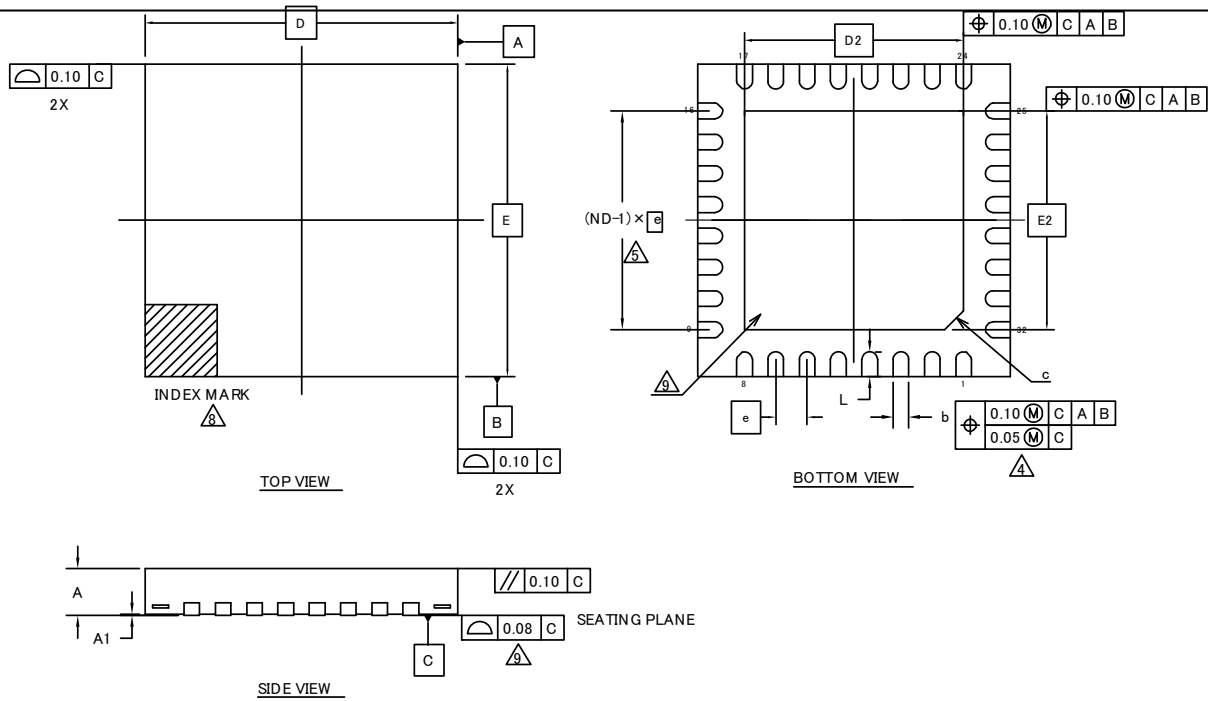 D
A
⌓ 0.10 C
2X
E
INDEX MARK
8
B
⌓ 0.10 C
2X
TOP VIEW
⌖ 0.10 Ⓜ C A B
D2
17
24
⌖ 0.10 Ⓜ C A B
16
25
(ND-1)× e
5
E2
9
32
9
8
1
c
L
e
b
⌖ 0.10 Ⓜ C A B
0.05 Ⓜ C
4
BOTTOM VIEW
A
// 0.10 C
A1
⌓ 0.08 C
SEATING PLANE
9
C
SIDE VIEW